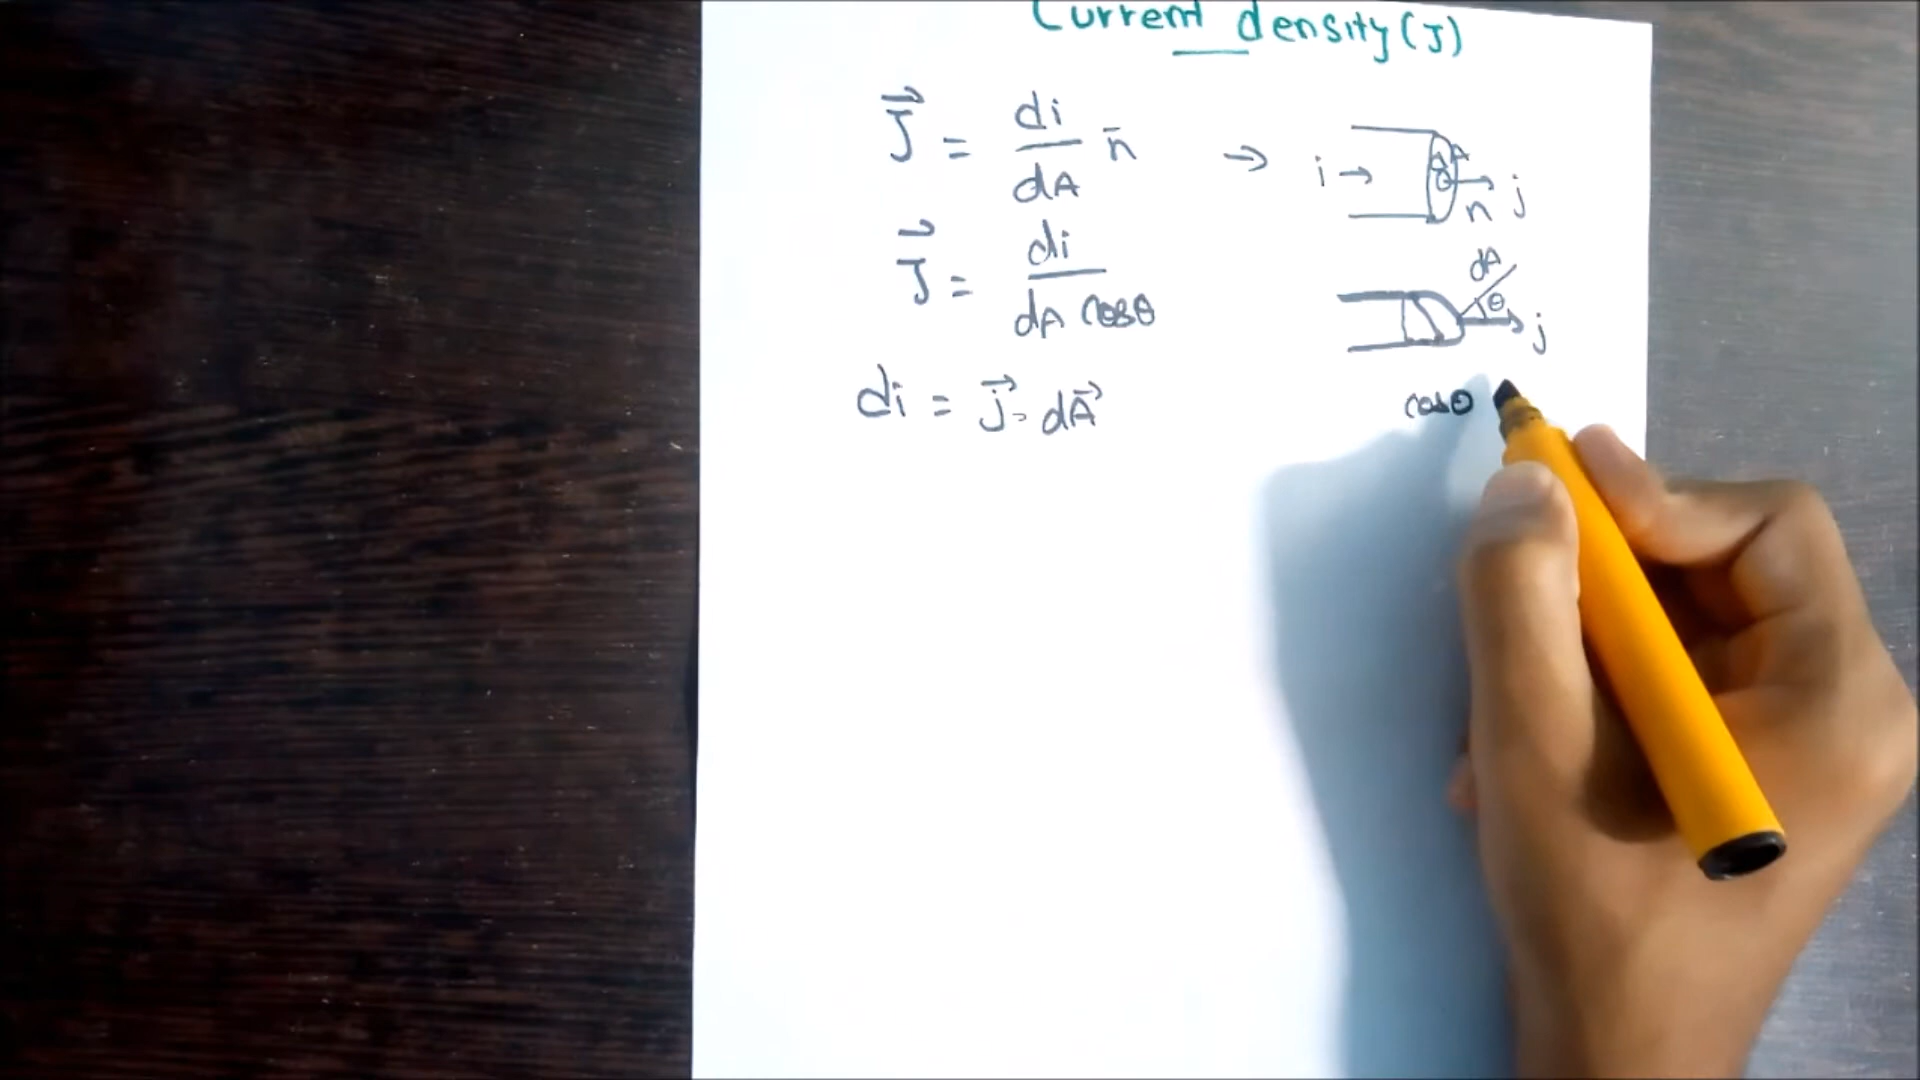 Current density (J)
J⃗ = di/dA n̄ → i → dA n j
J⃗ = di/dA cosθ
dA θ j
di = j⃗ · dA⃗
cosθ